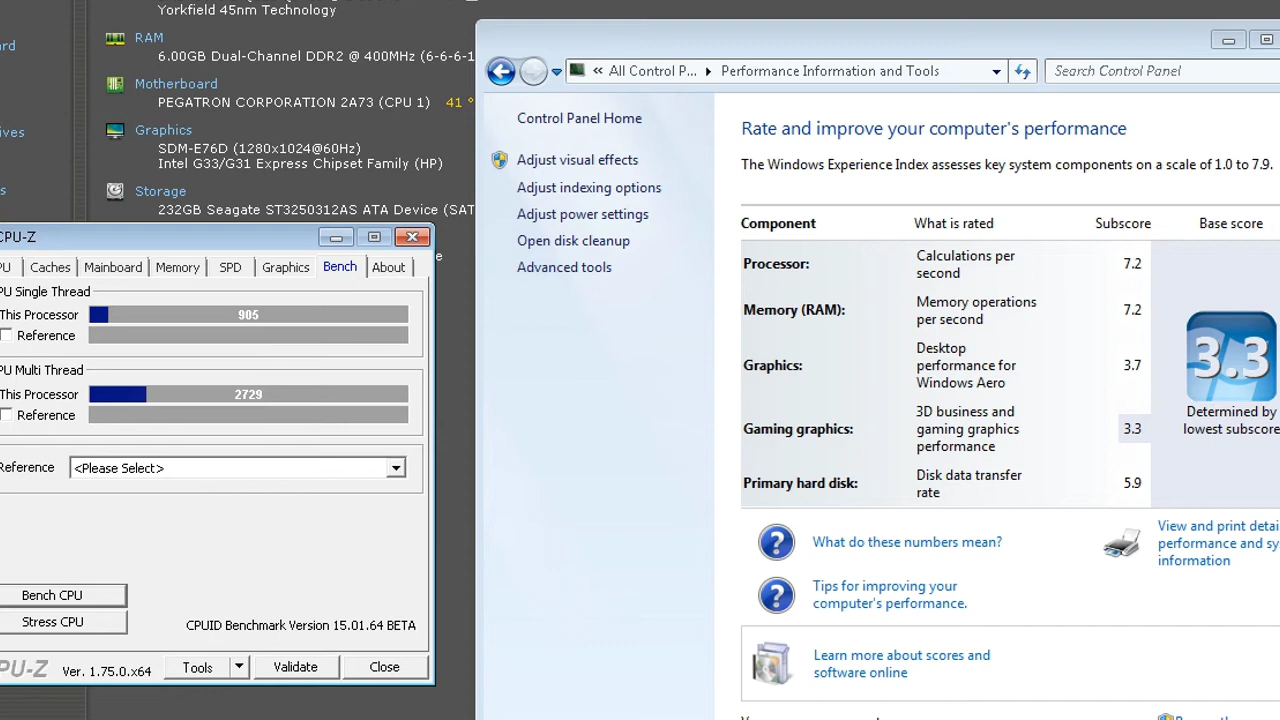 Yorkfield 45nm Technology
RAM
6.00GB Dual-Channel DDR2 @ 400MHz (6-6-6-1
Motherboard
PEGATRON CORPORATION 2A73 (CPU 1) 41 °
Graphics
SDM-E76D (1280x1024@60Hz)
Intel G33/G31 Express Chipset Family (HP)
Storage
232GB Seagate ST3250312AS ATA Device (SAT
rd
ives
s
e
CPU-Z
PU Caches Mainboard Memory SPD Graphics Bench About
PU Single Thread
This Processor 905
Reference
PU Multi Thread
This Processor 2729
Reference
Reference <Please Select>
Bench CPU
Stress CPU
CPUID Benchmark Version 15.01.64 BETA
PU-Z Ver. 1.75.0.x64 Tools Validate Close
« All Control P... Performance Information and Tools Search Control Panel
Control Panel Home
Adjust visual effects
Adjust indexing options
Adjust power settings
Open disk cleanup
Advanced tools
Rate and improve your computer's performance
The Windows Experience Index assesses key system components on a scale of 1.0 to 7.9.
Component What is rated Subscore Base score
Processor: Calculations per second 7.2
Memory (RAM): Memory operations per second 7.2
Graphics: Desktop performance for Windows Aero 3.7
Gaming graphics: 3D business and gaming graphics performance 3.3
Primary hard disk: Disk data transfer rate 5.9
3.3
Determined by
lowest subscore
What do these numbers mean?
Tips for improving your
computer's performance.
View and print detai
performance and sy
information
Learn more about scores and
software online